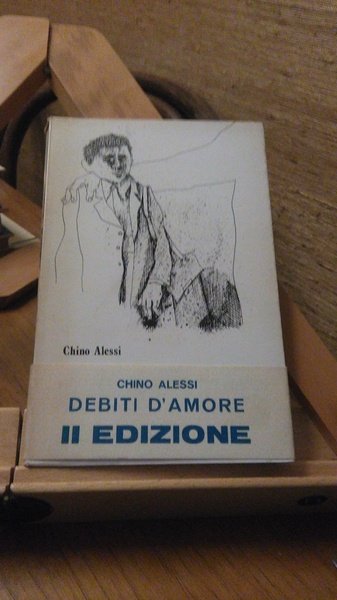 Chino Alessi
CHINO ALESSI
DEBITI D'AMORE
II EDIZIONE